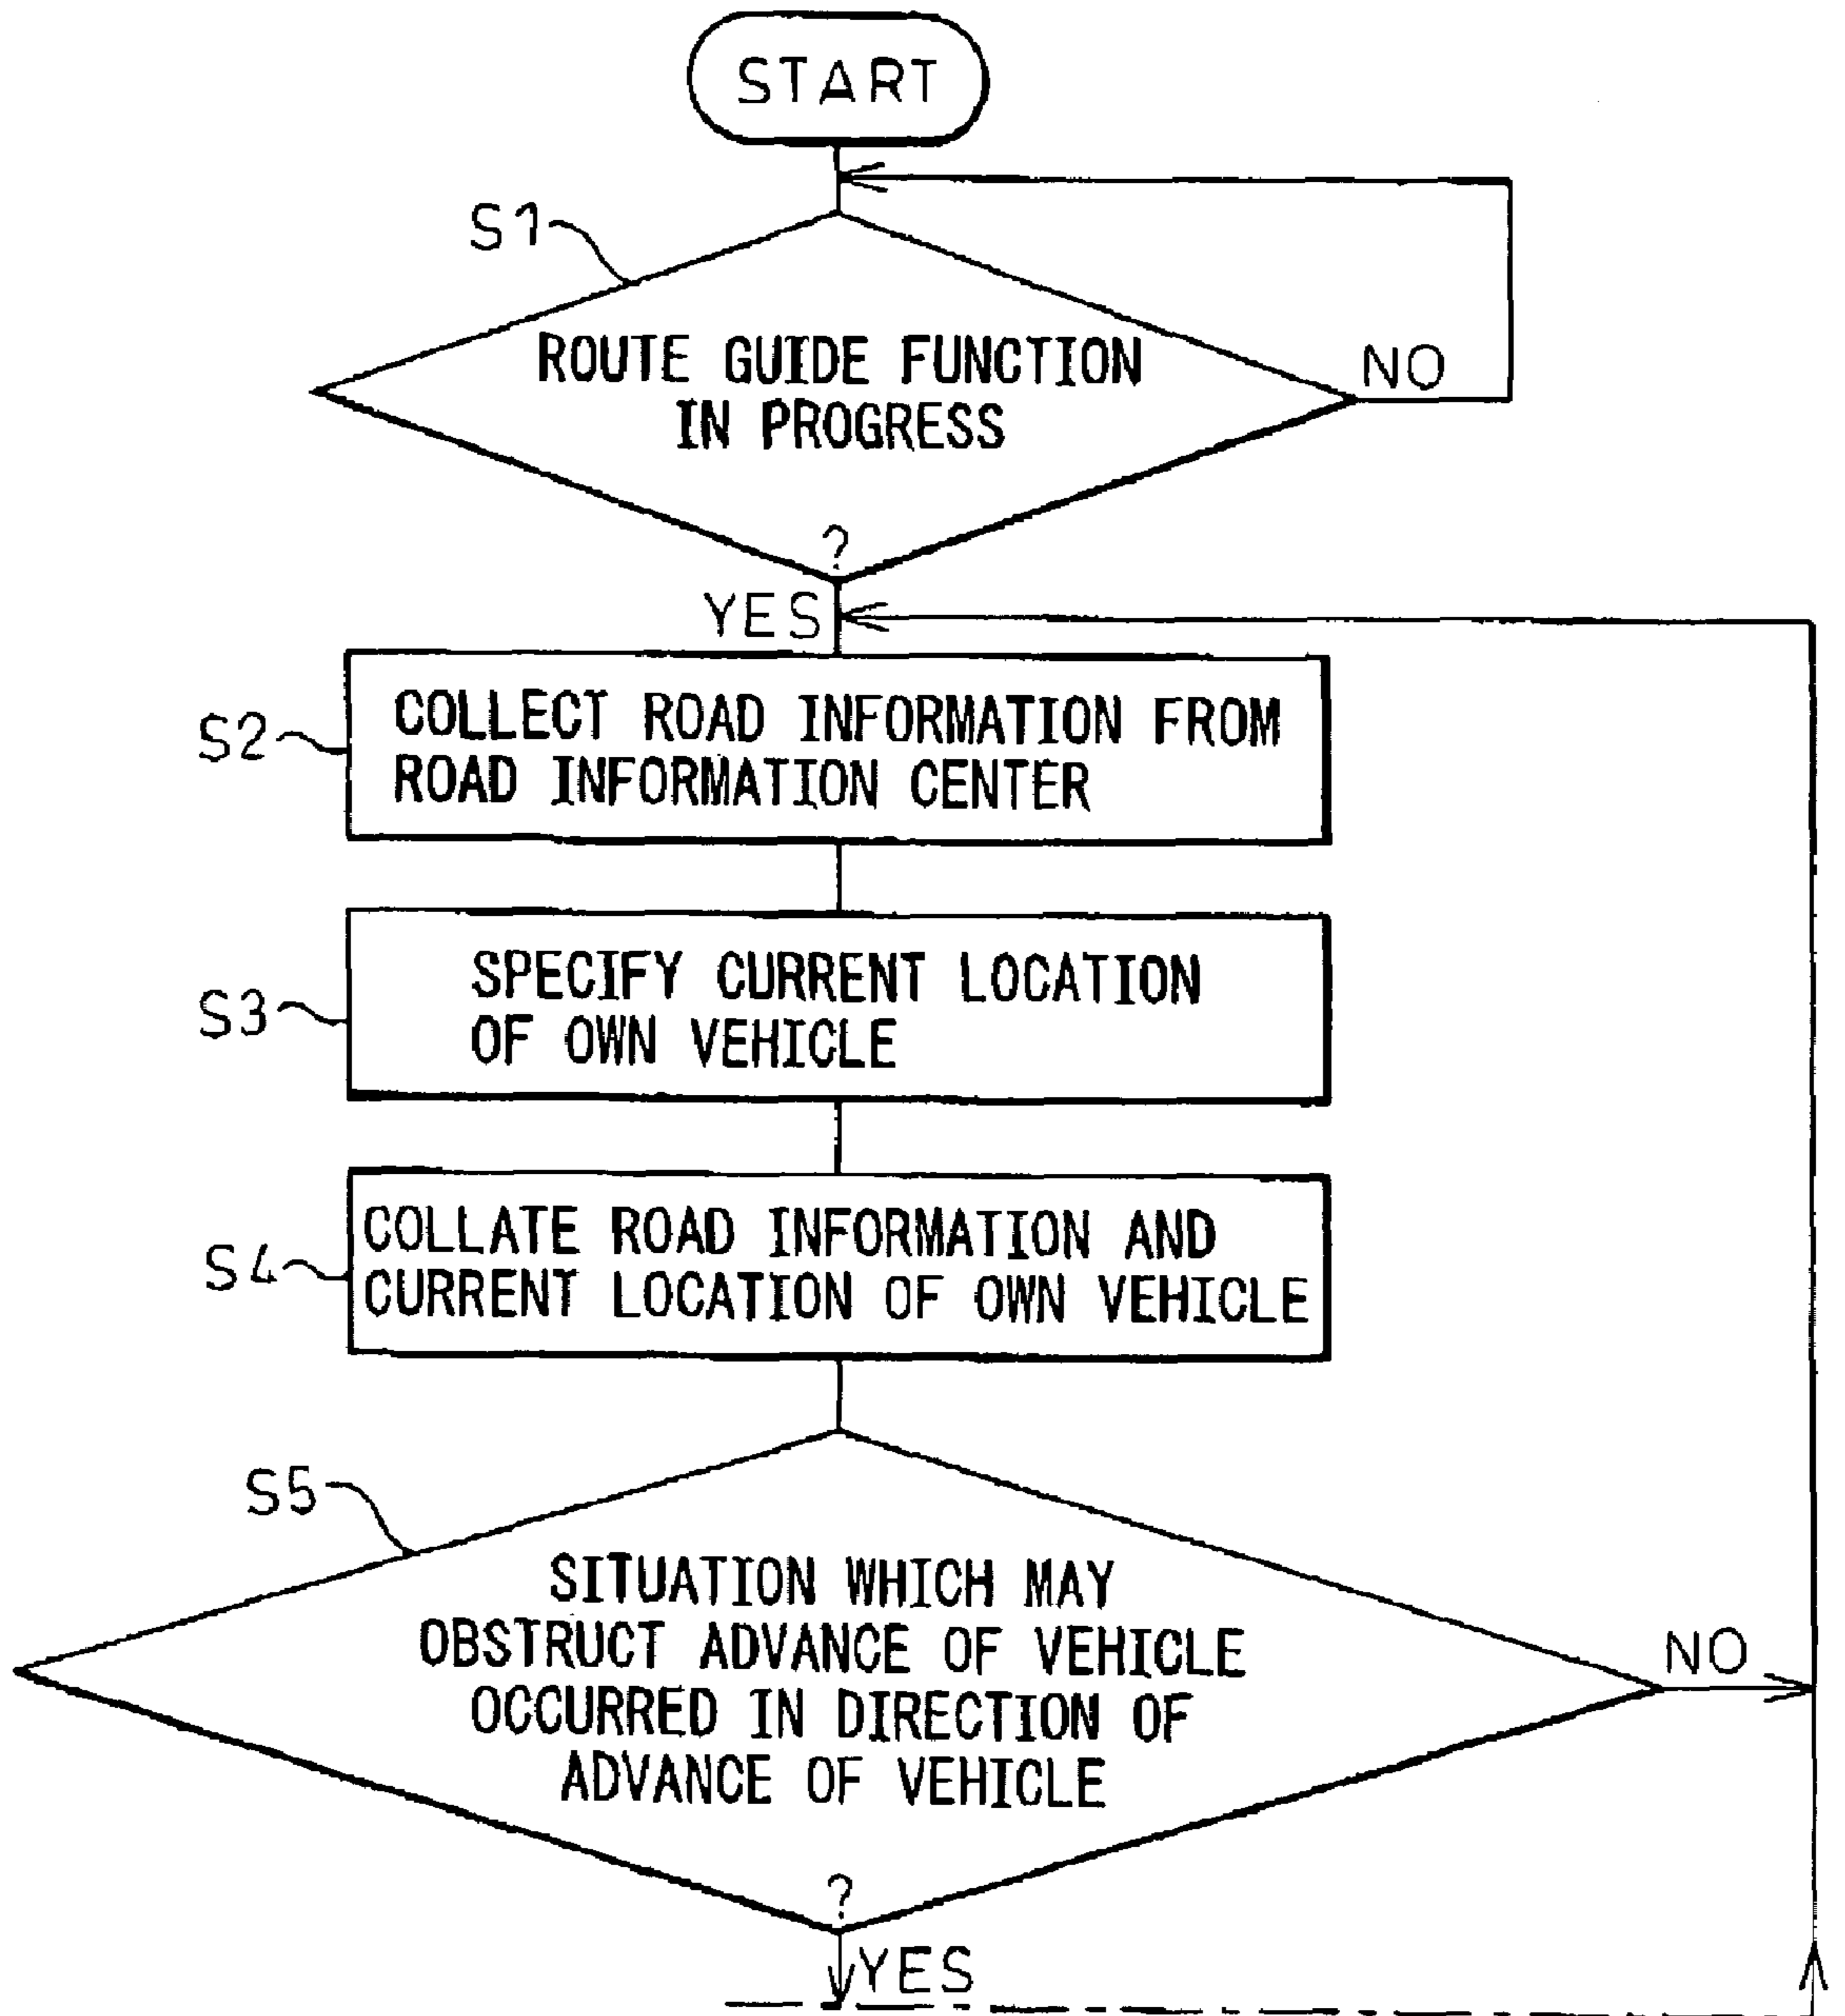 START
S1
ROUTE GUIDE FUNCTION
IN PROGRESS
NO
?
YES
S2
COLLECT ROAD INFORMATION FROM
ROAD INFORMATION CENTER
S3
SPECIFY CURRENT LOCATION
OF OWN VEHICLE
S4
COLLATE ROAD INFORMATION AND
CURRENT LOCATION OF OWN VEHICLE
S5
SITUATION WHICH MAY
OBSTRUCT ADVANCE OF VEHICLE
OCCURRED IN DIRECTION OF
ADVANCE OF VEHICLE
NO
?
YES